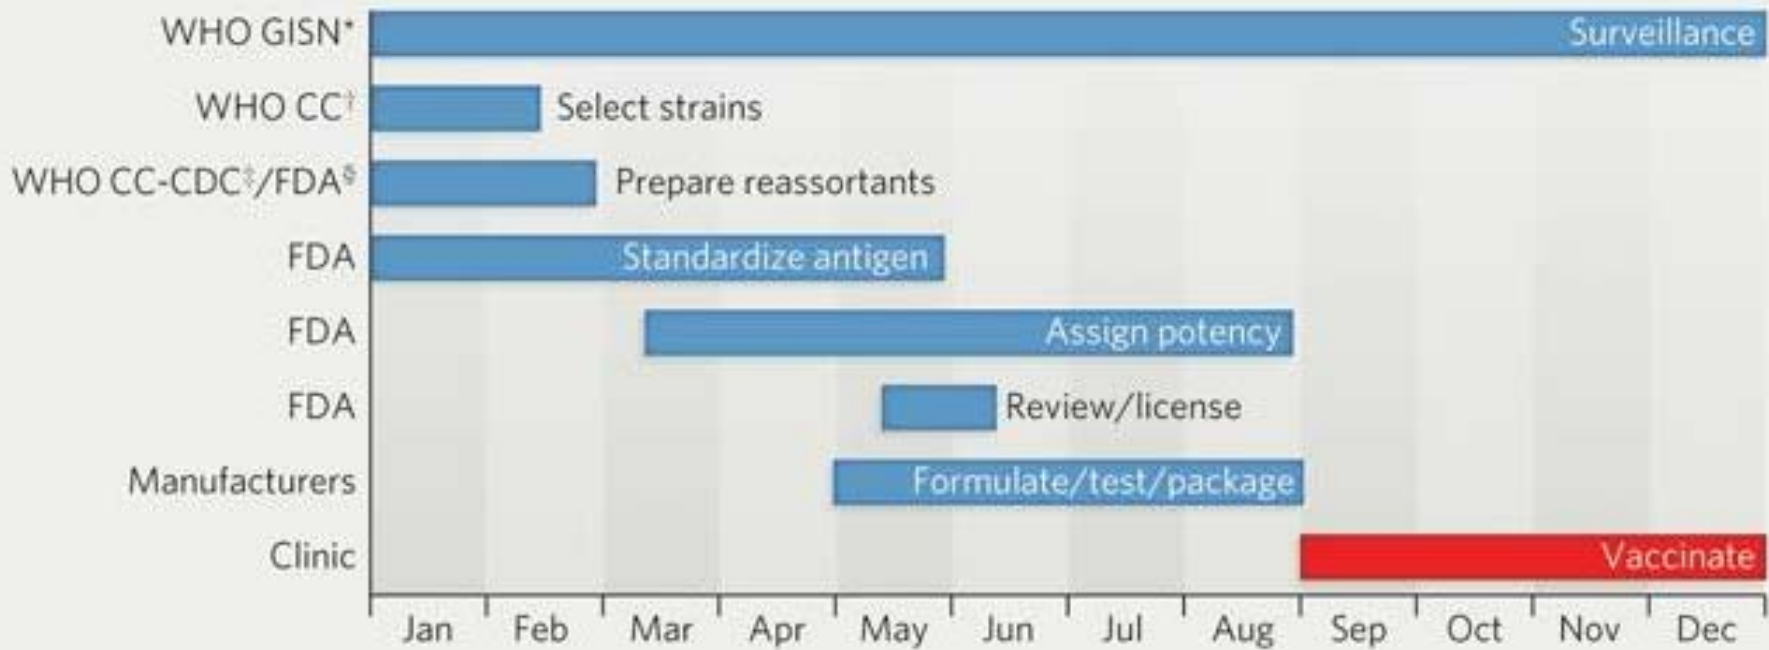 WHO GISN* Surveillance
WHO CC† Select strains
WHO CC-CDC‡/FDA§ Prepare reassortants
FDA Standardize antigen
FDA Assign potency
FDA Review/license
Manufacturers Formulate/test/package
Clinic Vaccinate
Jan Feb Mar Apr May Jun Jul Aug Sep Oct Nov Dec